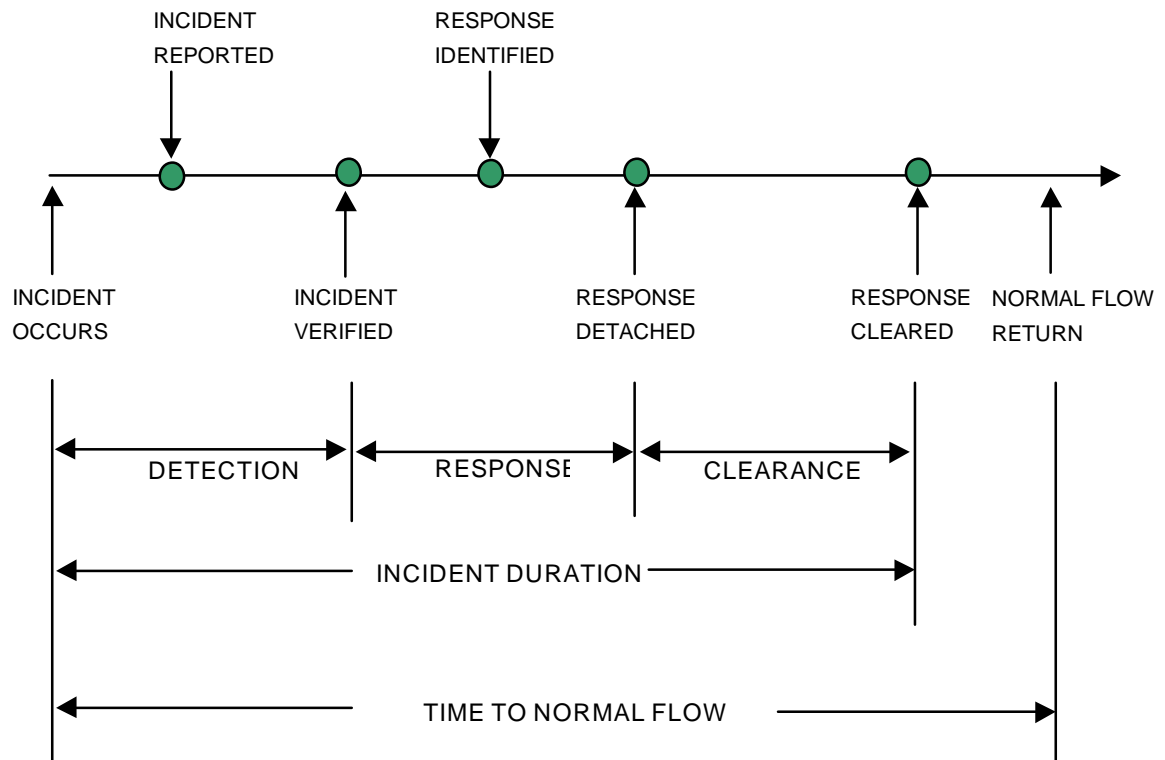 INCIDENT
REPORTED
RESPONSE
IDENTIFIED
INCIDENT
OCCURS
INCIDENT
VERIFIED
RESPONSE
DETACHED
RESPONSE
CLEARED
NORMAL FLOW
RETURN
DETECTION
RESPONSE
CLEARANCE
INCIDENT DURATION
TIME TO NORMAL FLOW